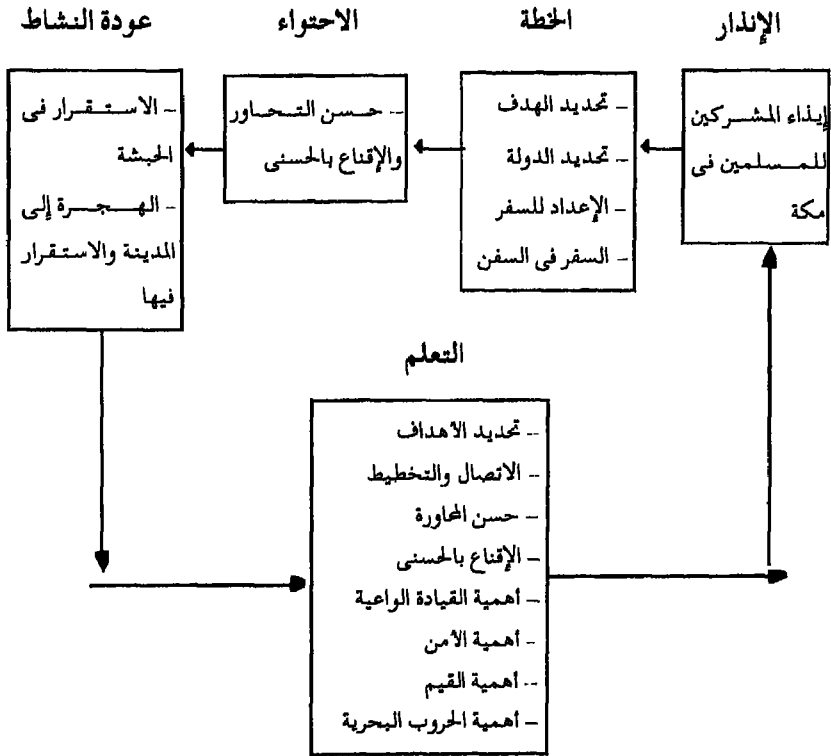 الإنذار
إيذاء المشركين
للمسلمين فى
مكة
الخطة
– تحديد الهدف
– تحديد الدولة
– الإعداد للسفر
– السفر فى السفن
الاحتواء
-- حسن التحاور
والإقناع بالحسنى
عودة النشاط
– الاستقرار فى
الحبشة
– الهجرة إلى
المدينة والاستقرار
فيها
التعلم
-- تحديد الأهداف
– الاتصال والتخطيط
– حسن المحاورة
– الإقناع بالحسنى
– أهمية القيادة الواعية
– أهمية الأمن
-- أهمية القيم
– أهمية الحروب البحرية